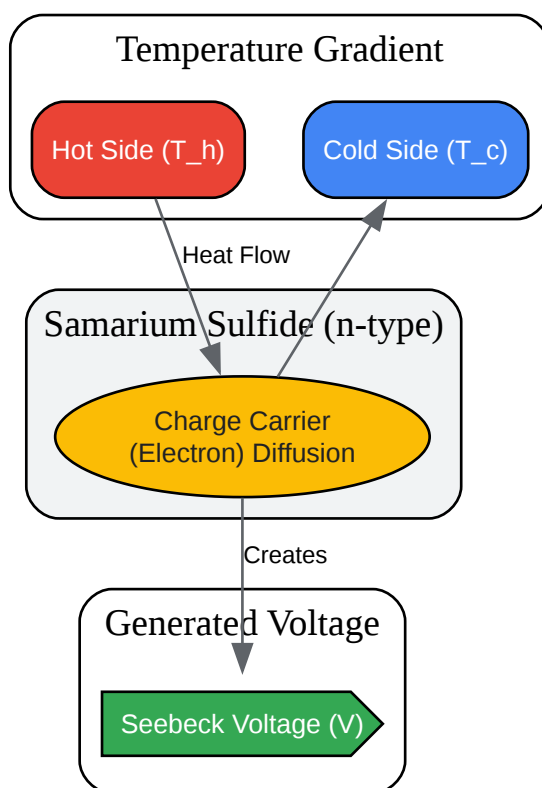 Temperature Gradient
Hot Side (T_h)
Cold Side (T_c)
Heat Flow
Samarium Sulfide (n-type)
Charge Carrier
(Electron) Diffusion
Creates
Generated Voltage
Seebeck Voltage (V)